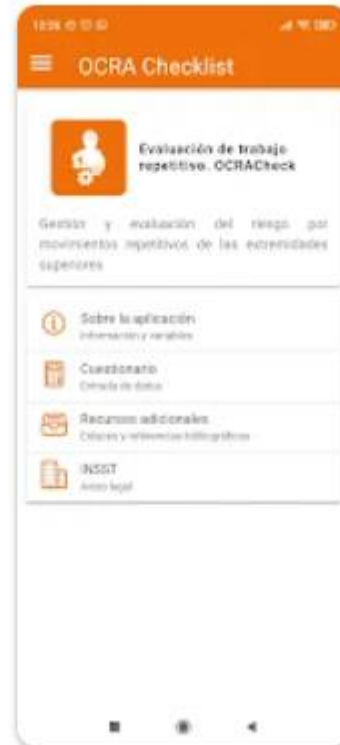 OCRA Checklist
Evaluación de trabajo
repetitivo. OCRACheck
Gestión y evaluación del riesgo por
movimientos repetitivos de las extremidades
superiores
Sobre la aplicación
Información y variables
Cuestionario
Entrada de datos
Recursos adicionales
Enlaces y referencias bibliográficas
INSST
Aviso legal